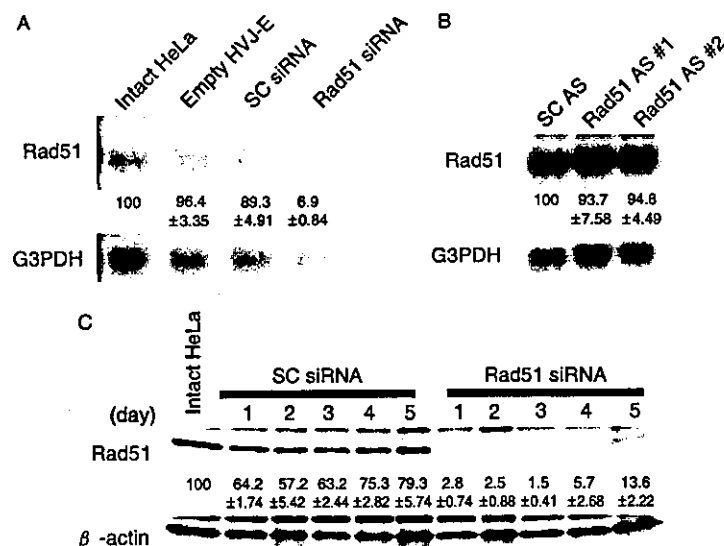 A
Intact HeLa
Empty HVJ-E
SC siRNA
Rad51 siRNA
Rad51
100 96.4 89.3 6.9
±3.35 ±4.91 ±0.84
G3PDH
B
SC AS
Rad51 AS #1
Rad51 AS #2
Rad51
100 93.7 94.8
±7.58 ±4.49
G3PDH
C
Intact HeLa
SC siRNA Rad51 siRNA
(day) 1 2 3 4 5 1 2 3 4 5
Rad51
100 64.2 57.2 63.2 75.3 79.3 2.8 2.5 1.5 5.7 13.6
±1.74 ±5.42 ±2.44 ±2.82 ±5.74 ±0.74 ±0.88 ±0.41 ±2.68 ±2.22
β -actin